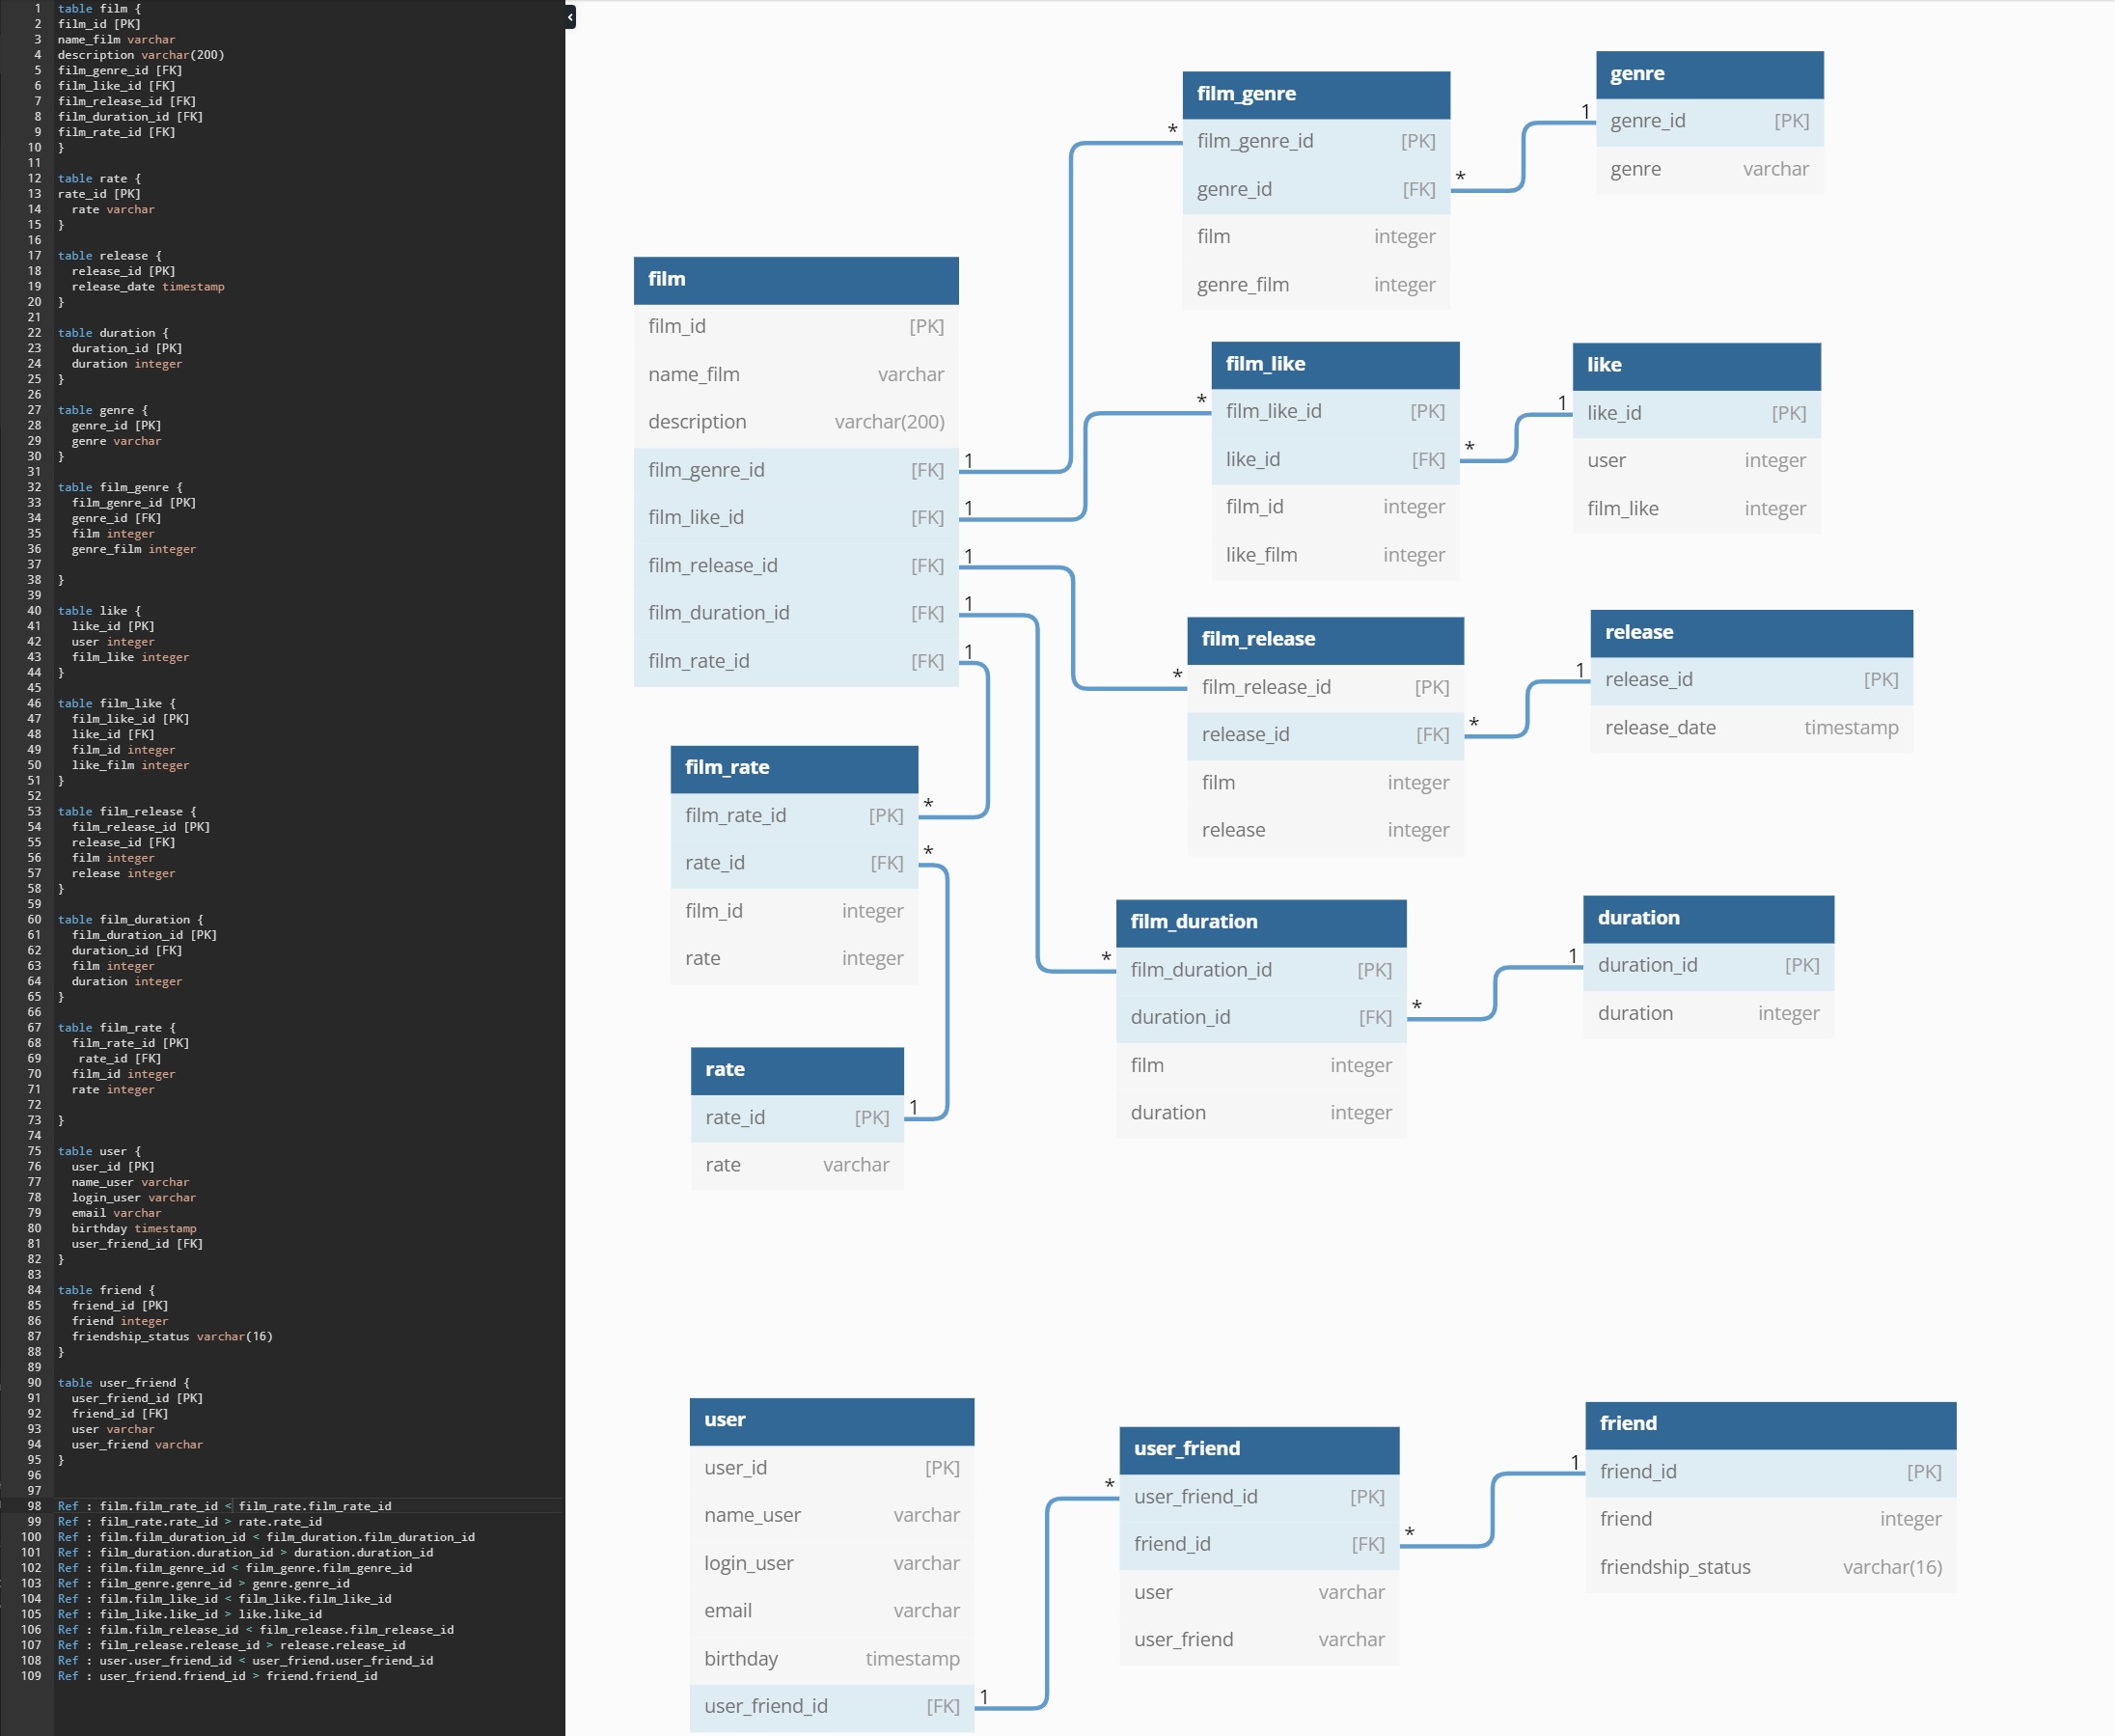 1 table film {
2 film_id [PK]
3 name_film varchar
4 description varchar(200)
5 film_genre_id [FK]
6 film_like_id [FK]
7 film_release_id [FK]
8 film_duration_id [FK]
9 film_rate_id [FK]
10 }
11
12 table rate {
13 rate_id [PK]
14 rate varchar
15 }
16
17 table release {
18 release_id [PK]
19 release_date timestamp
20 }
21
22 table duration {
23 duration_id [PK]
24 duration integer
25 }
26
27 table genre {
28 genre_id [PK]
29 genre varchar
30 }
31
32 table film_genre {
33 film_genre_id [PK]
34 genre_id [FK]
35 film integer
36 genre_film integer
37
38 }
39
40 table like {
41 like_id [PK]
42 user integer
43 film_like integer
44 }
45
46 table film_like {
47 film_like_id [PK]
48 like_id [FK]
49 film_id integer
50 like_film integer
51 }
52
53 table film_release {
54 film_release_id [PK]
55 release_id [FK]
56 film integer
57 release integer
58 }
59
60 table film_duration {
61 film_duration_id [PK]
62 duration_id [FK]
63 film integer
64 duration integer
65 }
66
67 table film_rate {
68 film_rate_id [PK]
69 rate_id [FK]
70 film_id integer
71 rate integer
72
73 }
74
75 table user {
76 user_id [PK]
77 name_user varchar
78 login_user varchar
79 email varchar
80 birthday timestamp
81 user_friend_id [FK]
82 }
83
84 table friend {
85 friend_id [PK]
86 friend integer
87 friendship_status varchar(16)
88 }
89
90 table user_friend {
91 user_friend_id [PK]
92 friend_id [FK]
93 user varchar
94 user_friend varchar
95 }
96
97
98 Ref : film.film_rate_id < film_rate.film_rate_id
99 Ref : film_rate.rate_id > rate.rate_id
100 Ref : film.film_duration_id < film_duration.film_duration_id
101 Ref : film_duration.duration_id > duration.duration_id
102 Ref : film.film_genre_id < film_genre.film_genre_id
103 Ref : film_genre.genre_id > genre.genre_id
104 Ref : film.film_like_id < film_like.film_like_id
105 Ref : film_like.like_id > like.like_id
106 Ref : film.film_release_id < film_release.film_release_id
107 Ref : film_release.release_id > release.release_id
108 Ref : user.user_friend_id < user_friend.user_friend_id
109 Ref : user_friend.friend_id > friend.friend_id
film
film_id [PK]
name_film varchar
description varchar(200)
film_genre_id [FK] 1
film_like_id [FK] 1
film_release_id [FK] 1
film_duration_id [FK] 1
film_rate_id [FK] 1
film_genre
* film_genre_id [PK]
genre_id [FK] *
film integer
genre_film integer
genre
1 genre_id [PK]
genre varchar
film_like
* film_like_id [PK]
like_id [FK] *
film_id integer
like_film integer
like
1 like_id [PK]
user integer
film_like integer
film_release
* film_release_id [PK]
release_id [FK] *
film integer
release integer
release
1 release_id [PK]
release_date timestamp
film_rate
film_rate_id [PK] *
rate_id [FK] *
film_id integer
rate integer
film_duration
* film_duration_id [PK]
duration_id [FK] *
film integer
duration integer
duration
1 duration_id [PK]
duration integer
rate
rate_id [PK] 1
rate varchar
user
user_id [PK]
name_user varchar
login_user varchar
email varchar
birthday timestamp
user_friend_id [FK] 1
user_friend
* user_friend_id [PK]
friend_id [FK] *
user varchar
user_friend varchar
friend
1 friend_id [PK]
friend integer
friendship_status varchar(16)